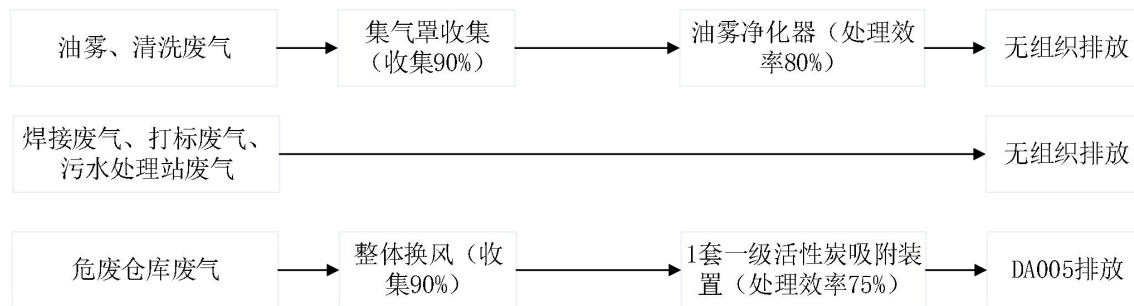 油雾、清洗废气
集气罩收集
（收集90%）
油雾净化器（处理效
率80%）
无组织排放
焊接废气、打标废气、
污水处理站废气
无组织排放
危废仓库废气
整体换风（收
集90%）
1套一级活性炭吸附装
置（处理效率75%）
DA005排放